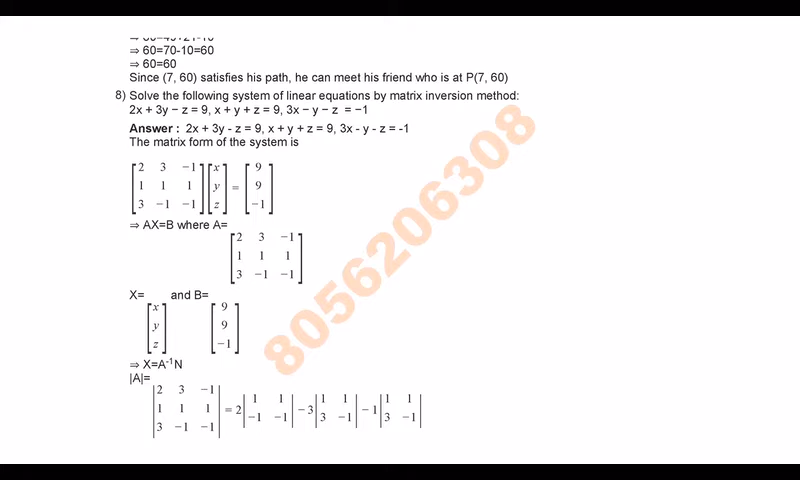 ⇒ 60=49+21-10
⇒ 60=70-10=60
⇒ 60=60
Since (7, 60) satisfies his path, he can meet his friend who is at P(7, 60)
8) Solve the following system of linear equations by matrix inversion method:
2x + 3y − z = 9, x + y + z = 9, 3x − y − z = −1
Answer : 2x + 3y - z = 9, x + y + z = 9, 3x - y - z = -1
The matrix form of the system is
[2 3 −1] [x] [9]
[1 1 1] [y] = [9]
[3 −1 −1] [z] [−1]
⇒ AX=B where A=
[2 3 −1]
[1 1 1]
[3 −1 −1]
X= and B=
[x] [9]
[y] [9]
[z] [−1]
⇒ X=A⁻¹N
|A|=
|2 3 −1|
|1 1 1| = 2|1 1| − 3|1 1| − 1|1 1|
|3 −1 −1| |−1 −1| |3 −1| |3 −1|
8056206308